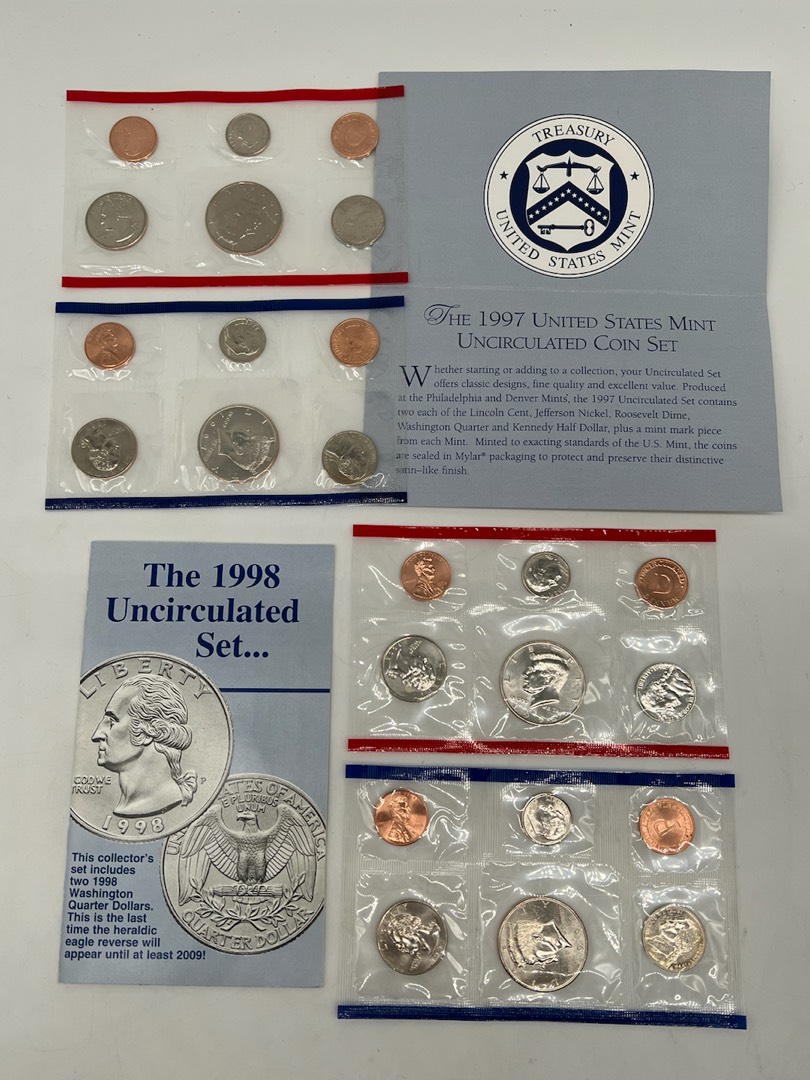 TREASURY
UNITED STATES MINT
THE 1997 UNITED STATES MINT
UNCIRCULATED COIN SET
Whether starting or adding to a collection, your Uncirculated Set
offers classic designs, fine quality and excellent value. Produced
at the Philadelphia and Denver Mints, the 1997 Uncirculated Set contains
two each of the Lincoln Cent, Jefferson Nickel, Roosevelt Dime,
Washington Quarter and Kennedy Half Dollar, plus a mint mark piece
from each Mint. Minted to exacting standards of the U.S. Mint, the coins
are sealed in Mylar® packaging to protect and preserve their distinctive
satin-like finish.
The 1998
Uncirculated
Set...
LIBERTY
GOD WE
TRUST
P
1998
STATES OF AMERICA
E PLURIBUS
UNUM
QUARTER DOLLAR
This collector's
set includes
two 1998
Washington
Quarter Dollars.
This is the last
time the heraldic
eagle reverse will
appear until at least 2009!
UNCIRCULATED
D